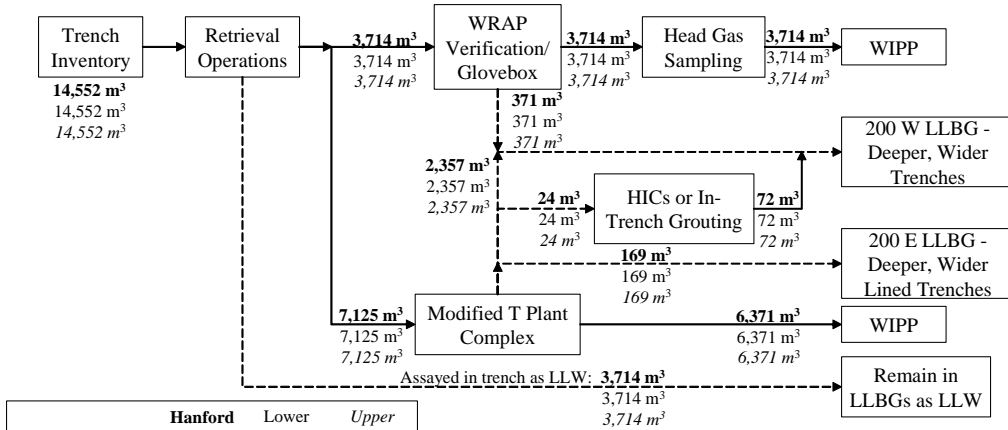 Trench
Inventory
14,552 m³
14,552 m³
14,552 m³
Retrieval
Operations
3,714 m³
3,714 m³
3,714 m³
WRAP
Verification/
Glovebox
3,714 m³
3,714 m³
3,714 m³
Head Gas
Sampling
3,714 m³
3,714 m³
3,714 m³
WIPP
371 m³
371 m³
371 m³
2,357 m³
2,357 m³
2,357 m³
200 W LLBG -
Deeper, Wider
Trenches
24 m³
24 m³
24 m³
HICs or In-
Trench Grouting
72 m³
72 m³
72 m³
169 m³
169 m³
169 m³
200 E LLBG -
Deeper, Wider
Lined Trenches
7,125 m³
7,125 m³
7,125 m³
Modified T Plant
Complex
6,371 m³
6,371 m³
6,371 m³
WIPP
Assayed in trench as LLW: 3,714 m³
3,714 m³
3,714 m³
Remain in
LLBGs as LLW
Hanford Lower Upper